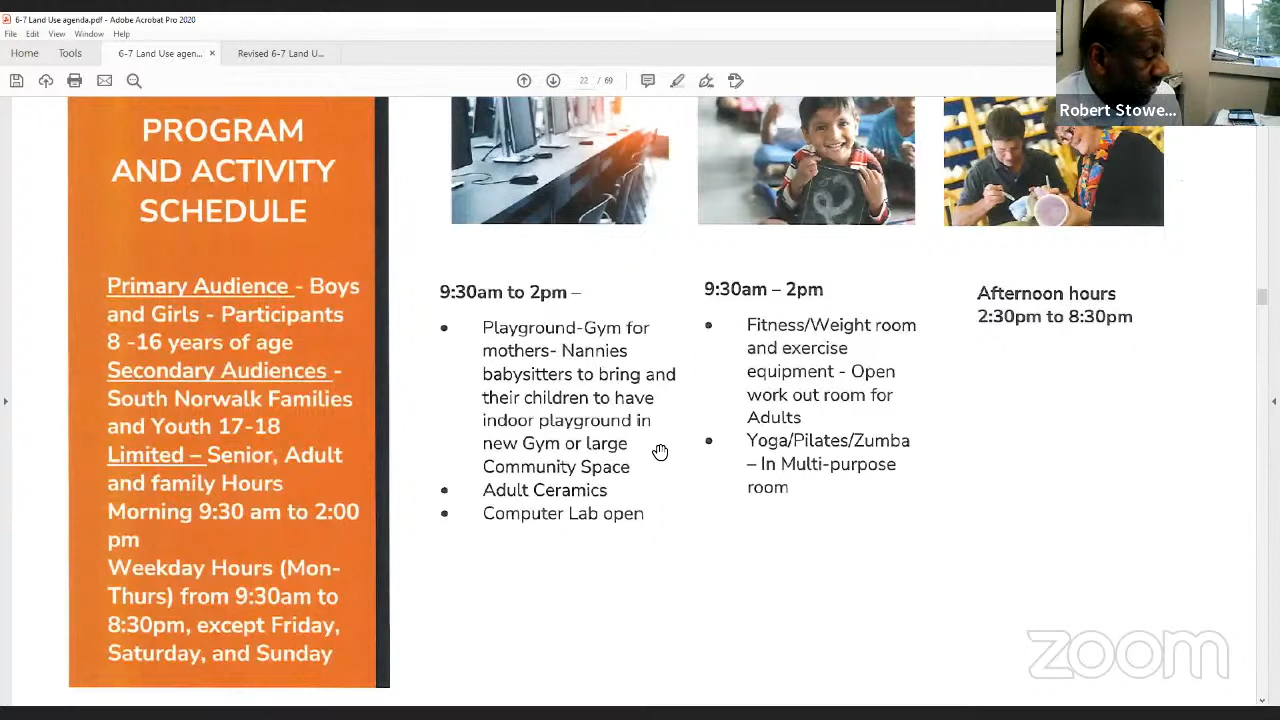 6-7 Land Use agenda.pdf - Adobe Acrobat Pro 2020
File Edit View Window Help
Home Tools 6-7 Land Use agen... × Revised 6-7 Land U...
22 / 69
Robert Stowe...
PROGRAM
AND ACTIVITY
SCHEDULE
Primary Audience - Boys
and Girls - Participants
8 -16 years of age
Secondary Audiences -
South Norwalk Families
and Youth 17-18
Limited – Senior, Adult
and family Hours
Morning 9:30 am to 2:00
pm
Weekday Hours (Mon-
Thurs) from 9:30am to
8:30pm, except Friday,
Saturday, and Sunday
9:30am to 2pm –
• Playground-Gym for
mothers- Nannies
babysitters to bring and
their children to have
indoor playground in
new Gym or large
Community Space
• Adult Ceramics
• Computer Lab open
9:30am – 2pm
• Fitness/Weight room
and exercise
equipment - Open
work out room for
Adults
• Yoga/Pilates/Zumba
– In Multi-purpose
room
Afternoon hours
2:30pm to 8:30pm
zoom